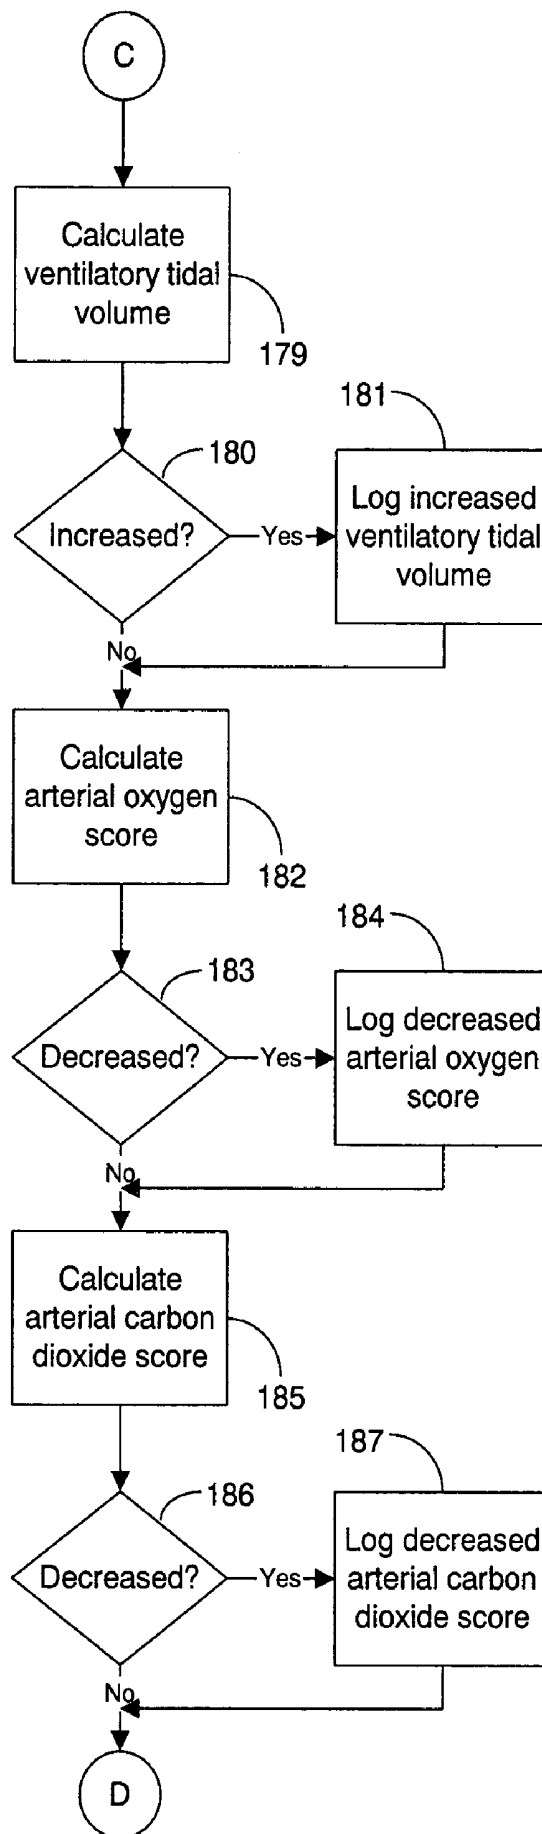 C
Calculate
ventilatory tidal
volume
179
180
181
Increased?
Yes
Log increased
ventilatory tidal
volume
No
Calculate
arterial oxygen
score
182
183
184
Decreased?
Yes
Log decreased
arterial oxygen
score
No
Calculate
arterial carbon
dioxide score
185
186
187
Decreased?
Yes
Log decreased
arterial carbon
dioxide score
No
D